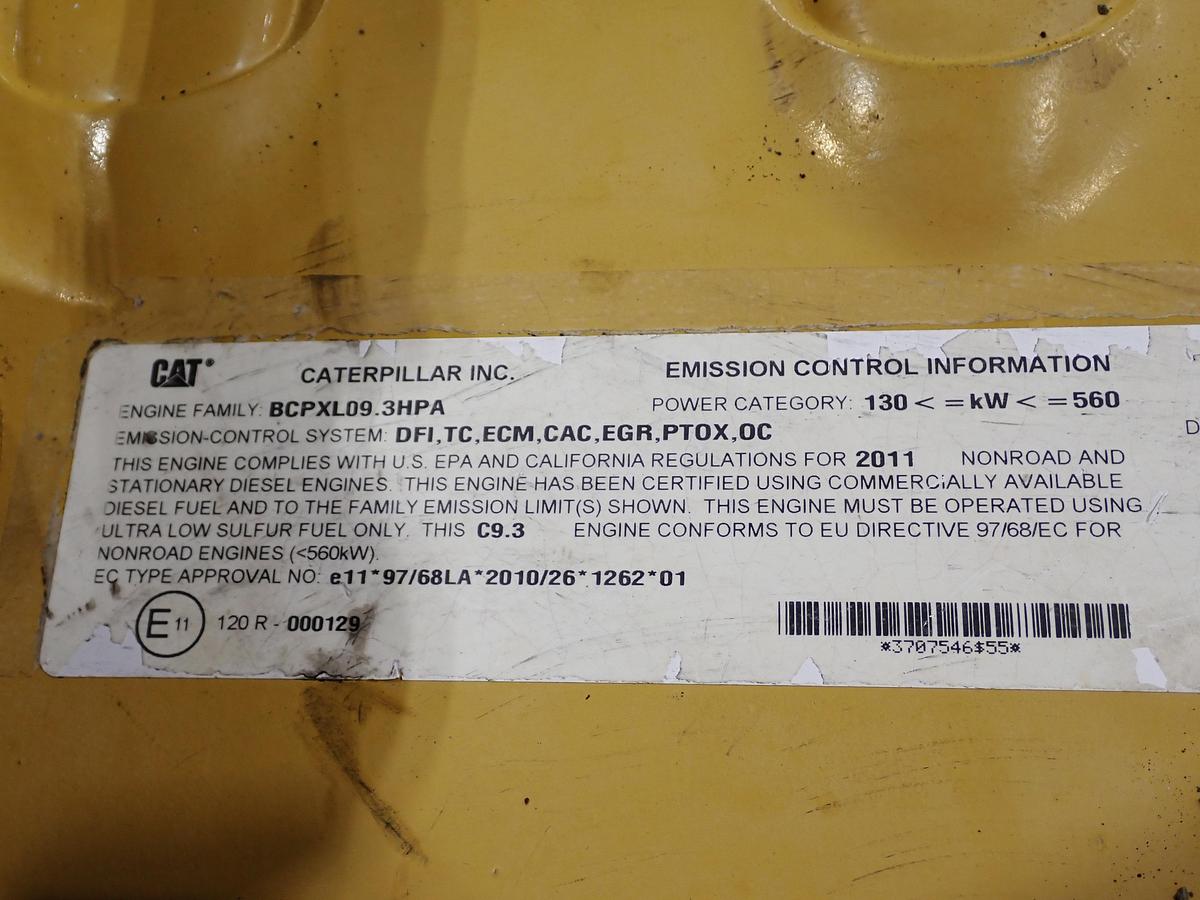 CAT® CATERPILLAR INC. EMISSION CONTROL INFORMATION
ENGINE FAMILY: BCPXL09.3HPA POWER CATEGORY: 130 < =kW < =560
EMISSION-CONTROL SYSTEM: DFI,TC,ECM,CAC,EGR,PTOX,OC D
THIS ENGINE COMPLIES WITH U.S. EPA AND CALIFORNIA REGULATIONS FOR 2011 NONROAD AND
STATIONARY DIESEL ENGINES. THIS ENGINE HAS BEEN CERTIFIED USING COMMERCIALLY AVAILABLE
DIESEL FUEL AND TO THE FAMILY EMISSION LIMIT(S) SHOWN. THIS ENGINE MUST BE OPERATED USING
ULTRA LOW SULFUR FUEL ONLY. THIS C9.3 ENGINE CONFORMS TO EU DIRECTIVE 97/68/EC FOR
NONROAD ENGINES (<560kW).
EC TYPE APPROVAL NO: e11*97/68LA*2010/26*1262*01
E 11 120 R - 000129
*3707546$55*